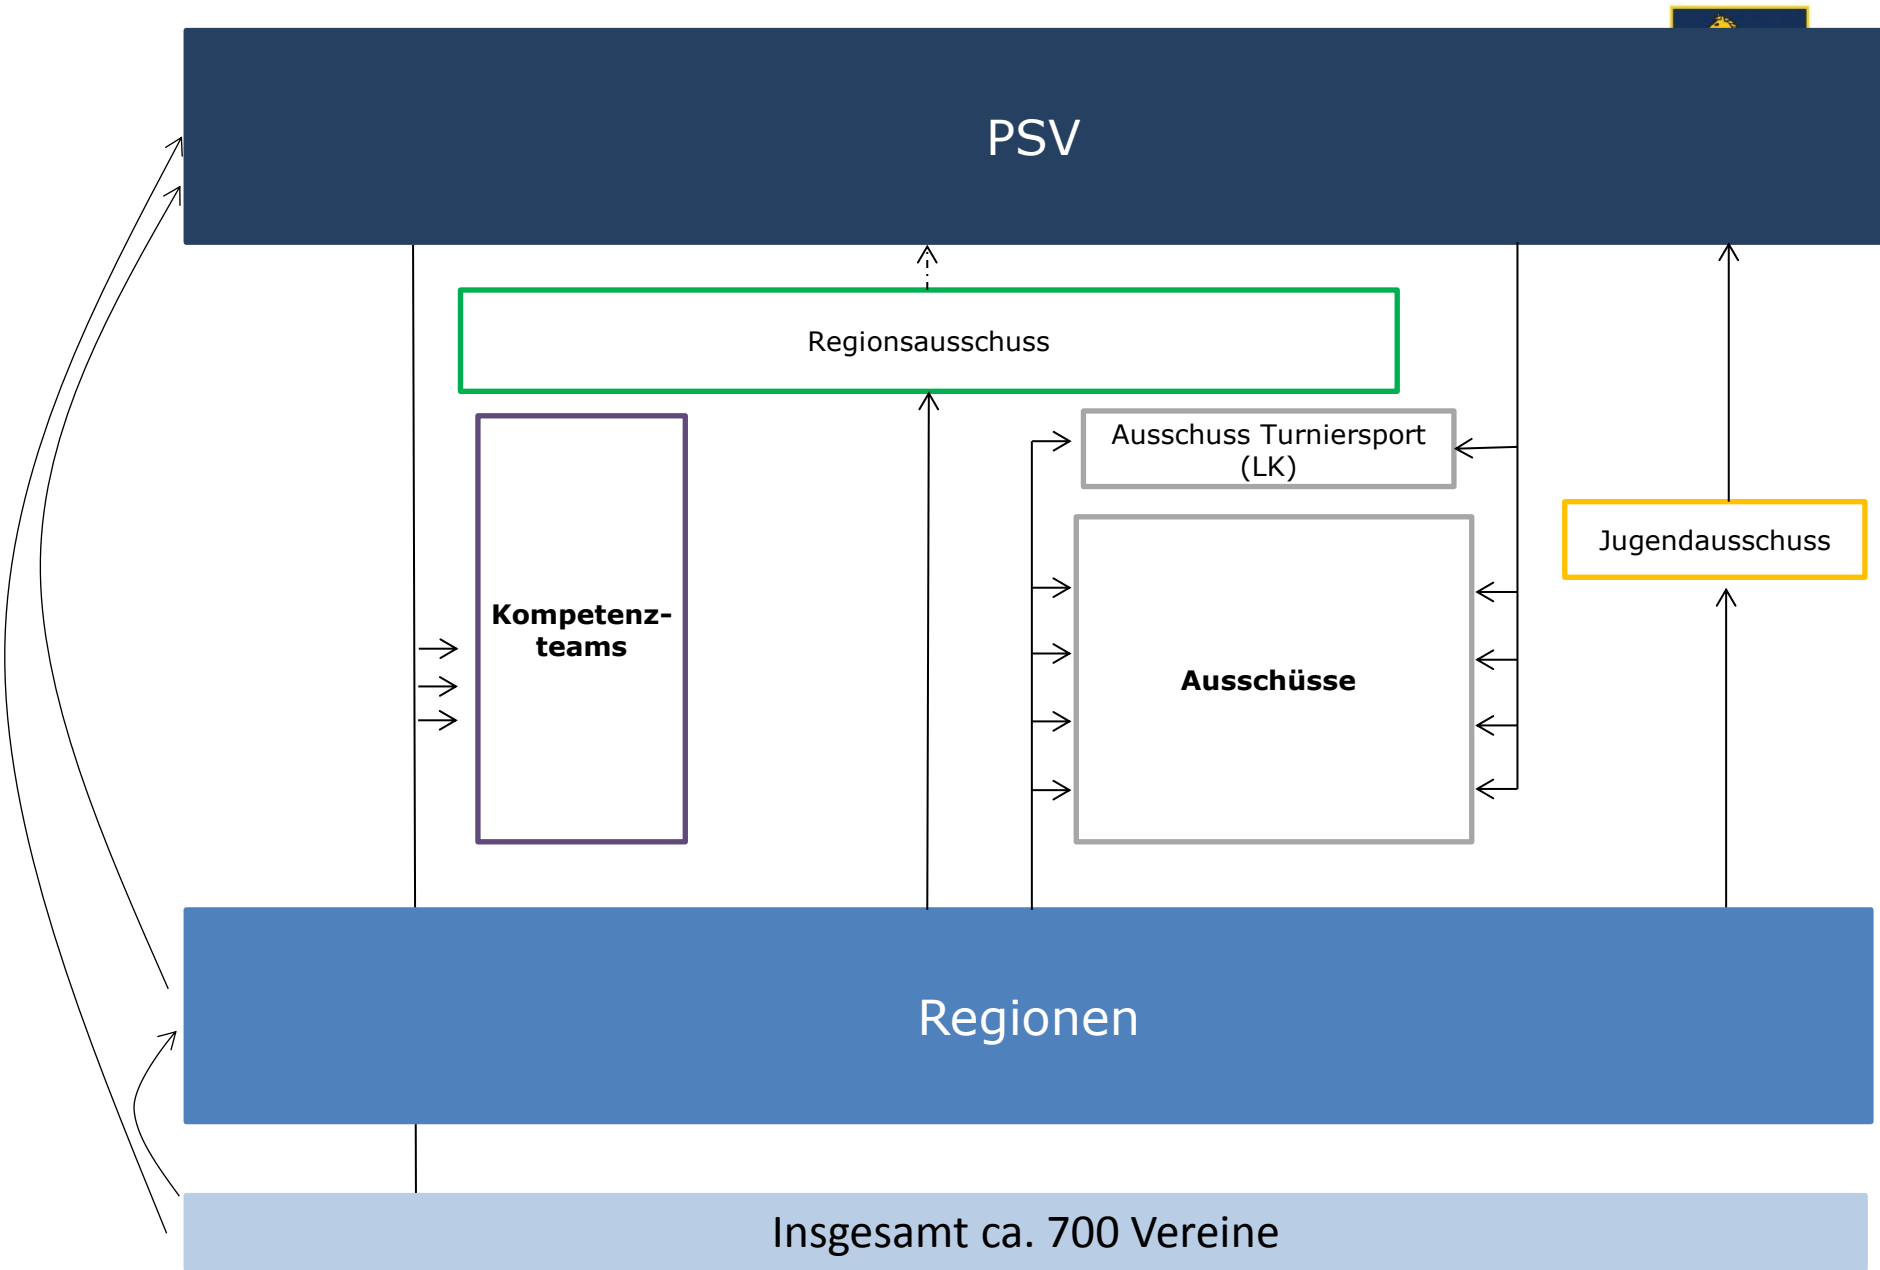 PSV
Regionsausschuss
Ausschuss Turniersport
(LK)
Jugendausschuss
Kompetenz-
teams
Ausschüsse
Regionen
Insgesamt ca. 700 Vereine